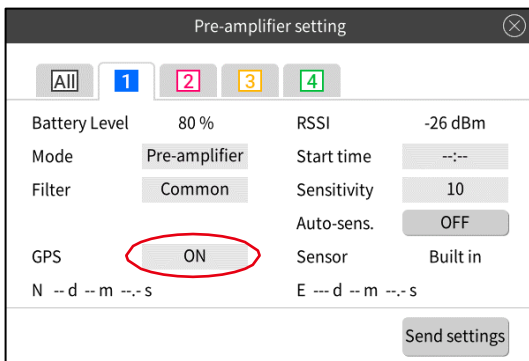 Pre-amplifier setting
All 1 2 3 4
Battery Level 80 % RSSI -26 dBm
Mode Pre-amplifier Start time --:--
Filter Common Sensitivity 10
Auto-sens. OFF
GPS ON Sensor Built in
N -- d -- m --.- s E --- d -- m --.- s
Send settings